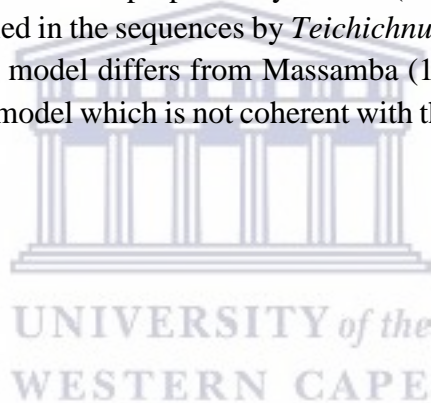 ed in the sequences by Teichichnu
model differs from Massamba (1
model which is not coherent with th
UNIVERSITY of the
WESTERN CAPE